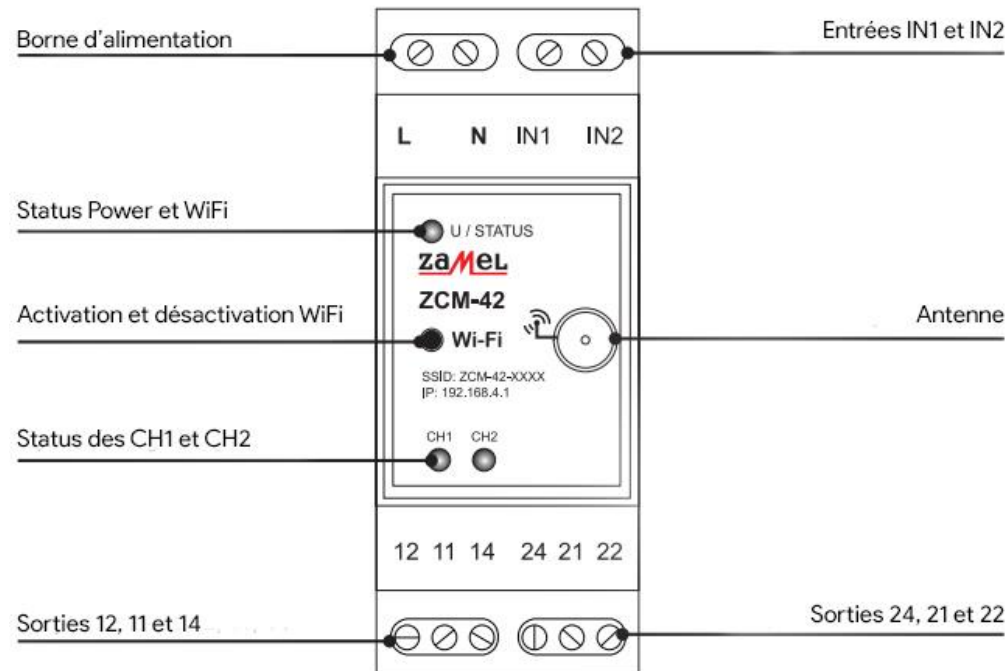 Borne d'alimentation
Entrées IN1 et IN2
L N IN1 IN2
Status Power et WiFi
U / STATUS
zaMeL
ZCM-42
Activation et désactivation WiFi
Wi-Fi
Antenne
SSID: ZCM-42-XXXX
IP: 192.168.4.1
Status des CH1 et CH2
CH1 CH2
12 11 14 24 21 22
Sorties 12, 11 et 14
Sorties 24, 21 et 22